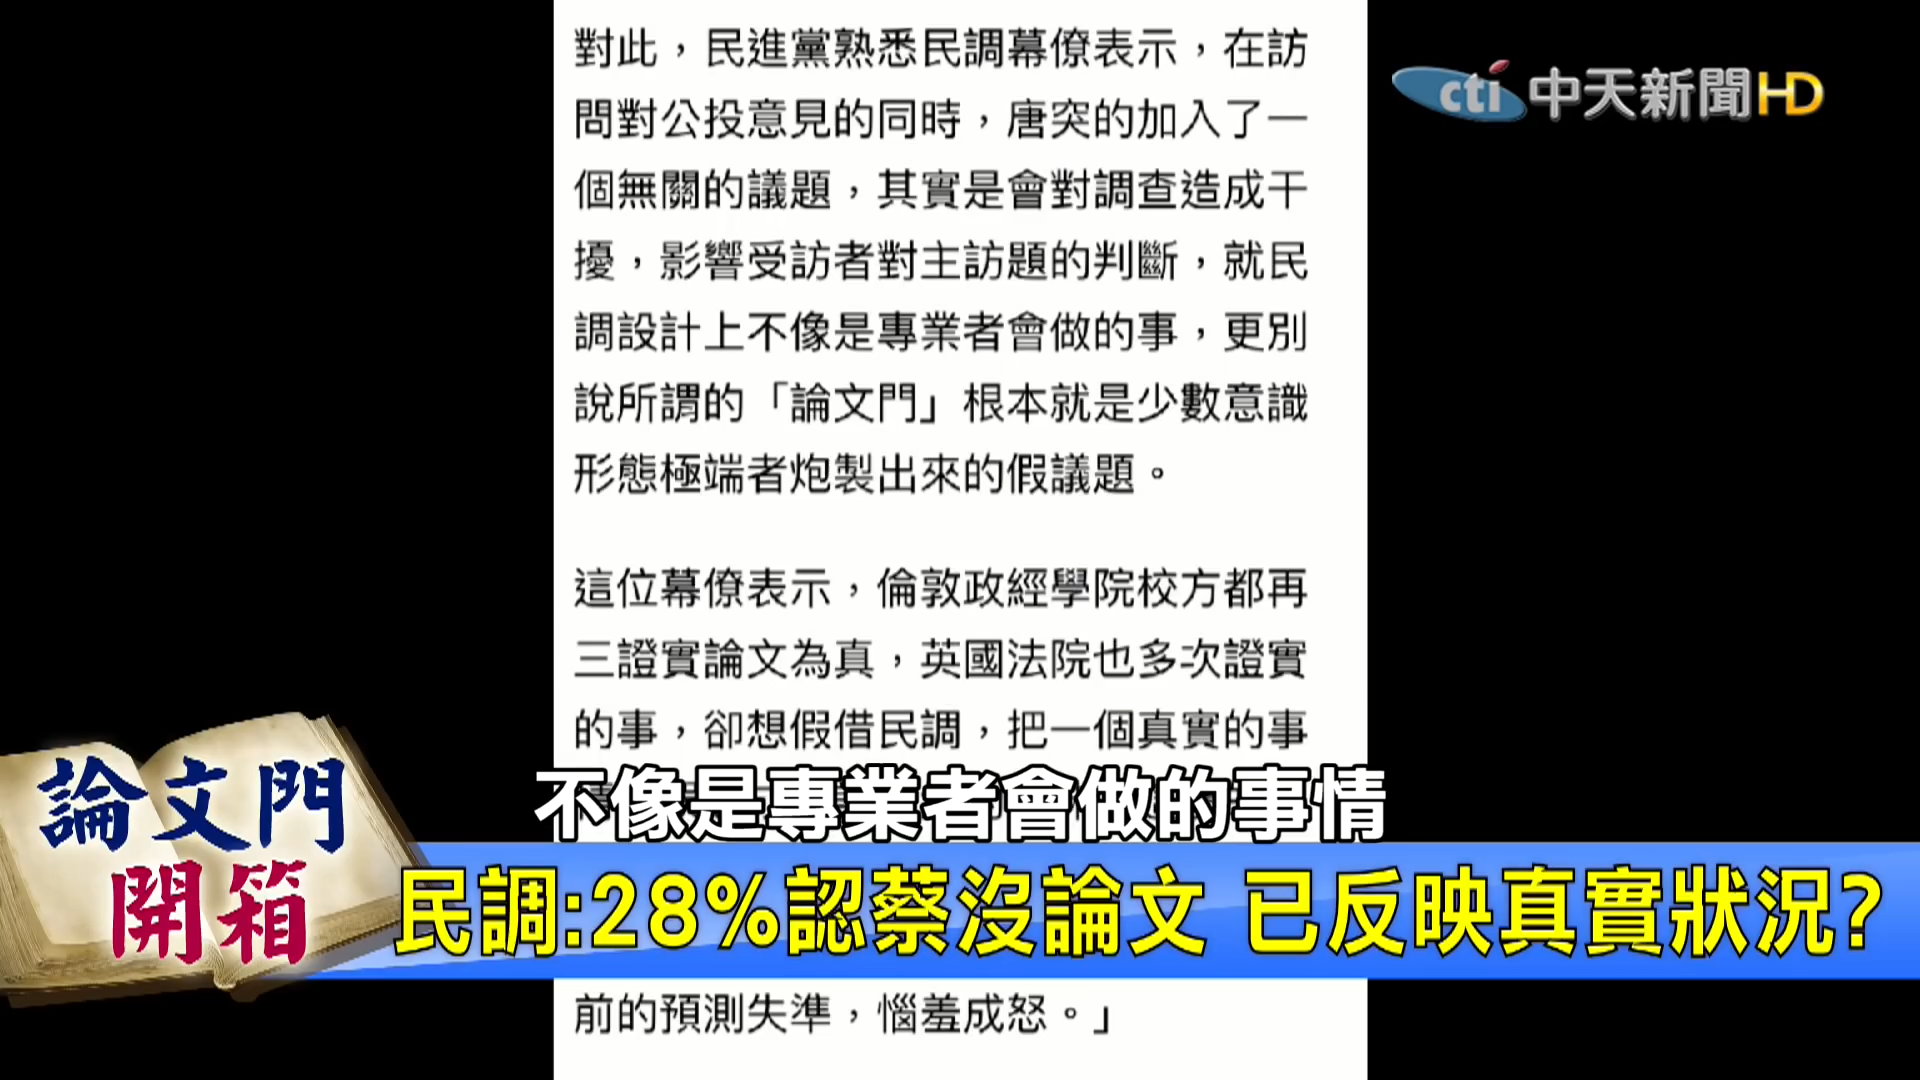 對此，民進黨熟悉民調幕僚表示，在訪
問對公投意見的同時，唐突的加入了一
個無關的議題，其實是會對調查造成干
擾，影響受訪者對主訪題的判斷，就民
調設計上不像是專業者會做的事，更別
說所謂的「論文門」根本就是少數意識
形態極端者炮製出來的假議題。
這位幕僚表示，倫敦政經學院校方都再
三證實論文為真，英國法院也多次證實
的事，卻想假借民調，把一個真實的事
不像是專業者會做的事情
民調:28%認蔡沒論文 已反映真實狀況?
前的預測失準，惱羞成怒。」
論文門
開箱
cti 中天新聞HD